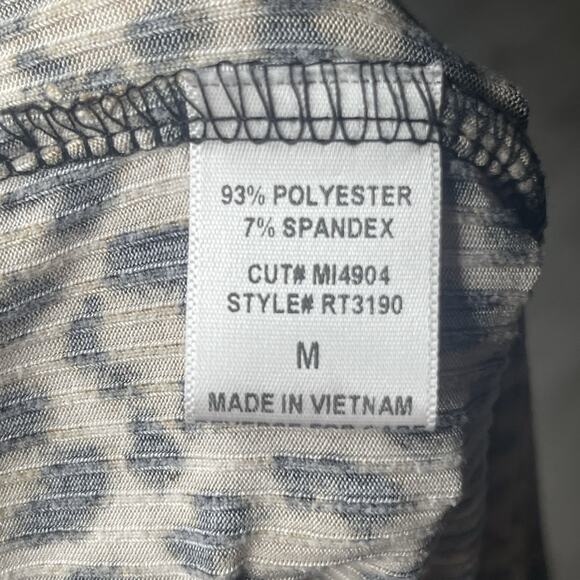 93% POLYESTER
7% SPANDEX
CUT# MI4904
STYLE# RT3190
M
MADE IN VIETNAM